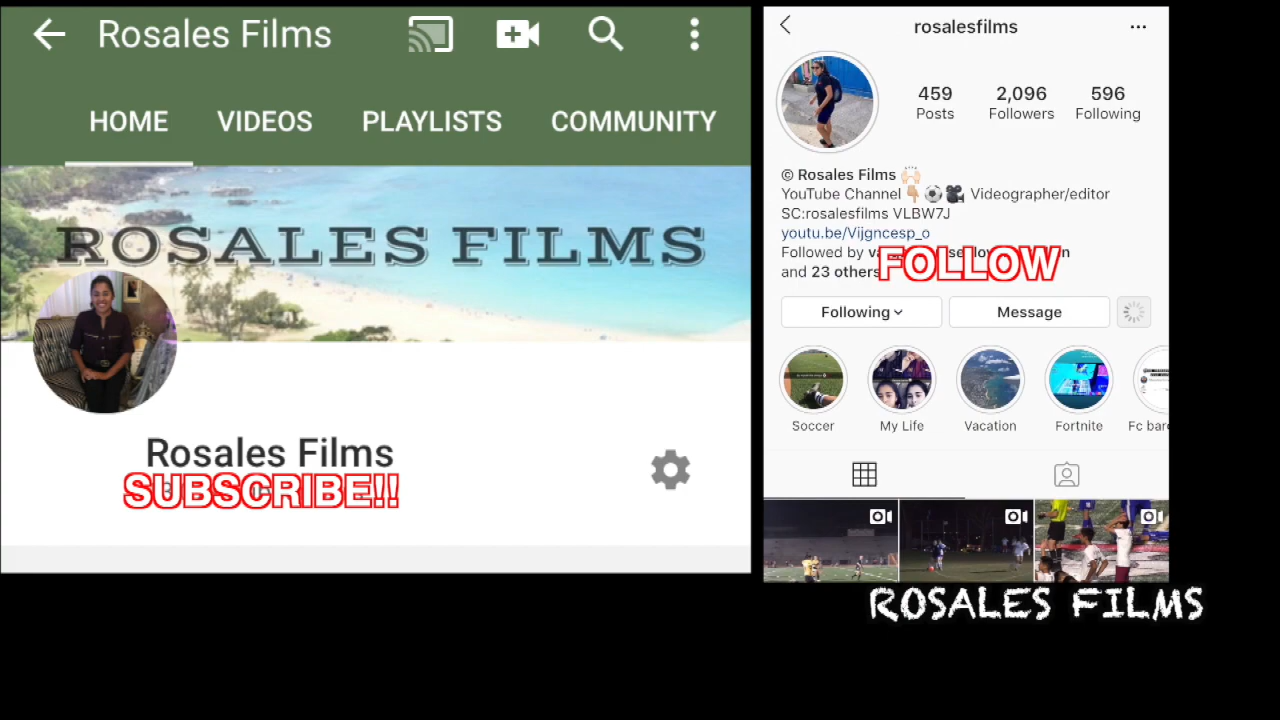 Rosales Films
HOME VIDEOS PLAYLISTS COMMUNITY
ROSALES FILMS
Rosales Films
SUBSCRIBE!!
rosalesfilms
459 2,096 596
Posts Followers Following
© Rosales Films 🙌🏻
YouTube Channel 👇🏼⚽🎥 Videographer/editor
SC:rosalesfilms VLBW7J
youtu.be/Vijgncesp_o
Followed by
and 23 others
FOLLOW
Following Message
Soccer My Life Vacation Fortnite Fc bar
ROSALES FILMS